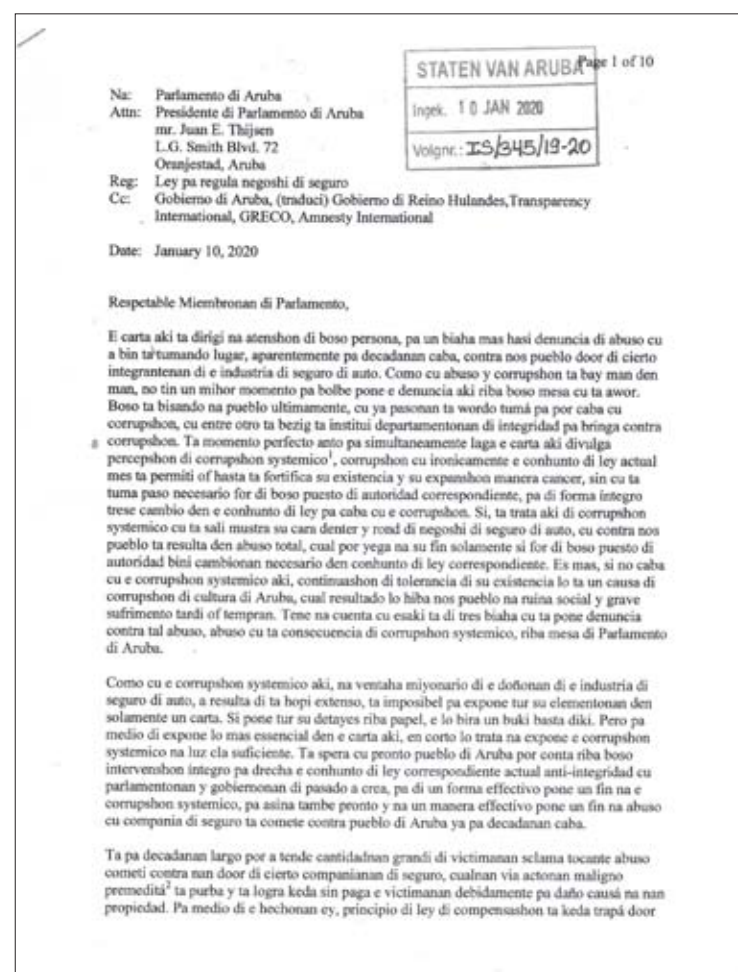 STATEN VAN ARUBA
Page 1 of 10
Ingek. 10 JAN 2020
Volgnr.: IS/345/19-20
Na: Parlamento di Aruba
Attn: Presidente di Parlamento di Aruba
mr. Juan E. Thijsen
L.G. Smith Blvd. 72
Oranjestad, Aruba
Reg: Ley pa regula negoshi di seguro
Cc: Gobierno di Aruba, (traduci) Gobierno di Reino Hulandes,Transparency
International, GRECO, Amnesty International
Date: January 10, 2020
Respetable Miembronan di Parlamento,
E carta aki ta dirigi na atenshon di boso persona, pa un biaha mas hasi denuncia di abuso cu
a bin ta tumando lugar, aparentemente pa decadanan caba, contra nos pueblo door di cierto
integrantenan di e industria di seguro di auto. Como cu abuso y corrupshon ta bay man den
man, no tin un mihor momento pa bolbe pone e denuncia aki riba boso mesa cu ta awor.
Boso ta bisando na pueblo ultimamente, cu ya pasonan ta wordo tumá pa por caba cu
corrupshon, cu entre otro ta bezig ta institui departamentonan di integridad pa bringa contra
corrupshon. Ta momento perfecto anto pa simultaneamente laga e carta aki divulga
percepshon di corrupshon systemico¹, corrupshon cu ironicamente e conhunto di ley actual
mes ta permiti of hasta ta fortifica su existencia y su expanshon manera cancer, sin cu ta
tuma paso necesario for di boso puesto di autoridad correspondiente, pa di forma integro
trese cambio den e conhunto di ley pa caba cu e corrupshon. Si, ta trata aki di corrupshon
systemico cu ta sali mustra su cara denter y rond di negoshi di seguro di auto, cu contra nos
pueblo ta resulta den abuso total, cual por yega na su fin solamente si for di boso puesto di
autoridad bini cambionan necesario den conhunto di ley correspondiente. Es mas, si no caba
cu e corrupshon systemico aki, continuashon di tolerancia di su existencia lo ta un causa di
corrupshon di cultura di Aruba, cual resultado lo hiba nos pueblo na ruina social y grave
sufrimento tardi of tempran. Tene na cuenta cu esaki ta di tres biaha cu ta pone denuncia
contra tal abuso, abuso cu ta consecuencia di corrupshon systemico, riba mesa di Parlamento
di Aruba.
Como cu e corrupshon systemico aki, na ventaha miyonario di e doñonan di e industria di
seguro di auto, a resulta di ta hopi extenso, ta imposibel pa expone tur su elementonan den
solamente un carta. Si pone tur su detayes riba papel, e lo bira un buki hasta diki. Pero pa
medio di expone lo mas essencial den e carta aki, en corto lo trata na expone e corrupshon
systemico na luz cla suficiente. Ta spera cu pronto pueblo di Aruba por conta riba boso
intervenshon integro pa drecha e conhunto di ley correspondiente actual anti-integridad cu
parlamentonan y gobiernonan di pasado a crea, pa di un forma effectivo pone un fin na e
corrupshon systemico, pa asina tambe pronto y na un manera effectivo pone un fin na abuso
cu compania di seguro ta comete contra pueblo di Aruba ya pa decadanan caba.
Ta pa decadanan largo por a tende cantidadnan grandi di victimanan sclama tocante abuso
cometi contra nan door di cierto companianan di seguro, cualnan via actonan maligno
premeditá² ta purba y ta logra keda sin paga e victimanan debidamente pa daño causá na nan
propiedad. Pa medio di e hechonan ey, principio di ley di compensashon ta keda trapá door